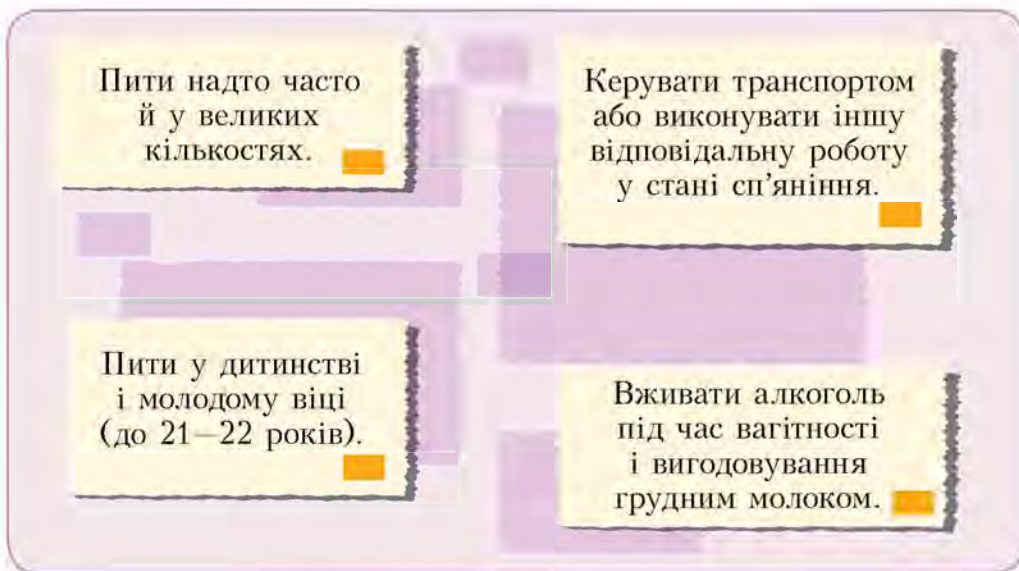 Пити надто часто
й у великих
кількостях.
Керувати транспортом
або виконувати іншу
відповідальну роботу
у стані сп’яніння.
Пити у дитинстві
і молодому віці
(до 21—22 років).
Вживати алкоголь
під час вагітності
і вигодовування
грудним молоком.